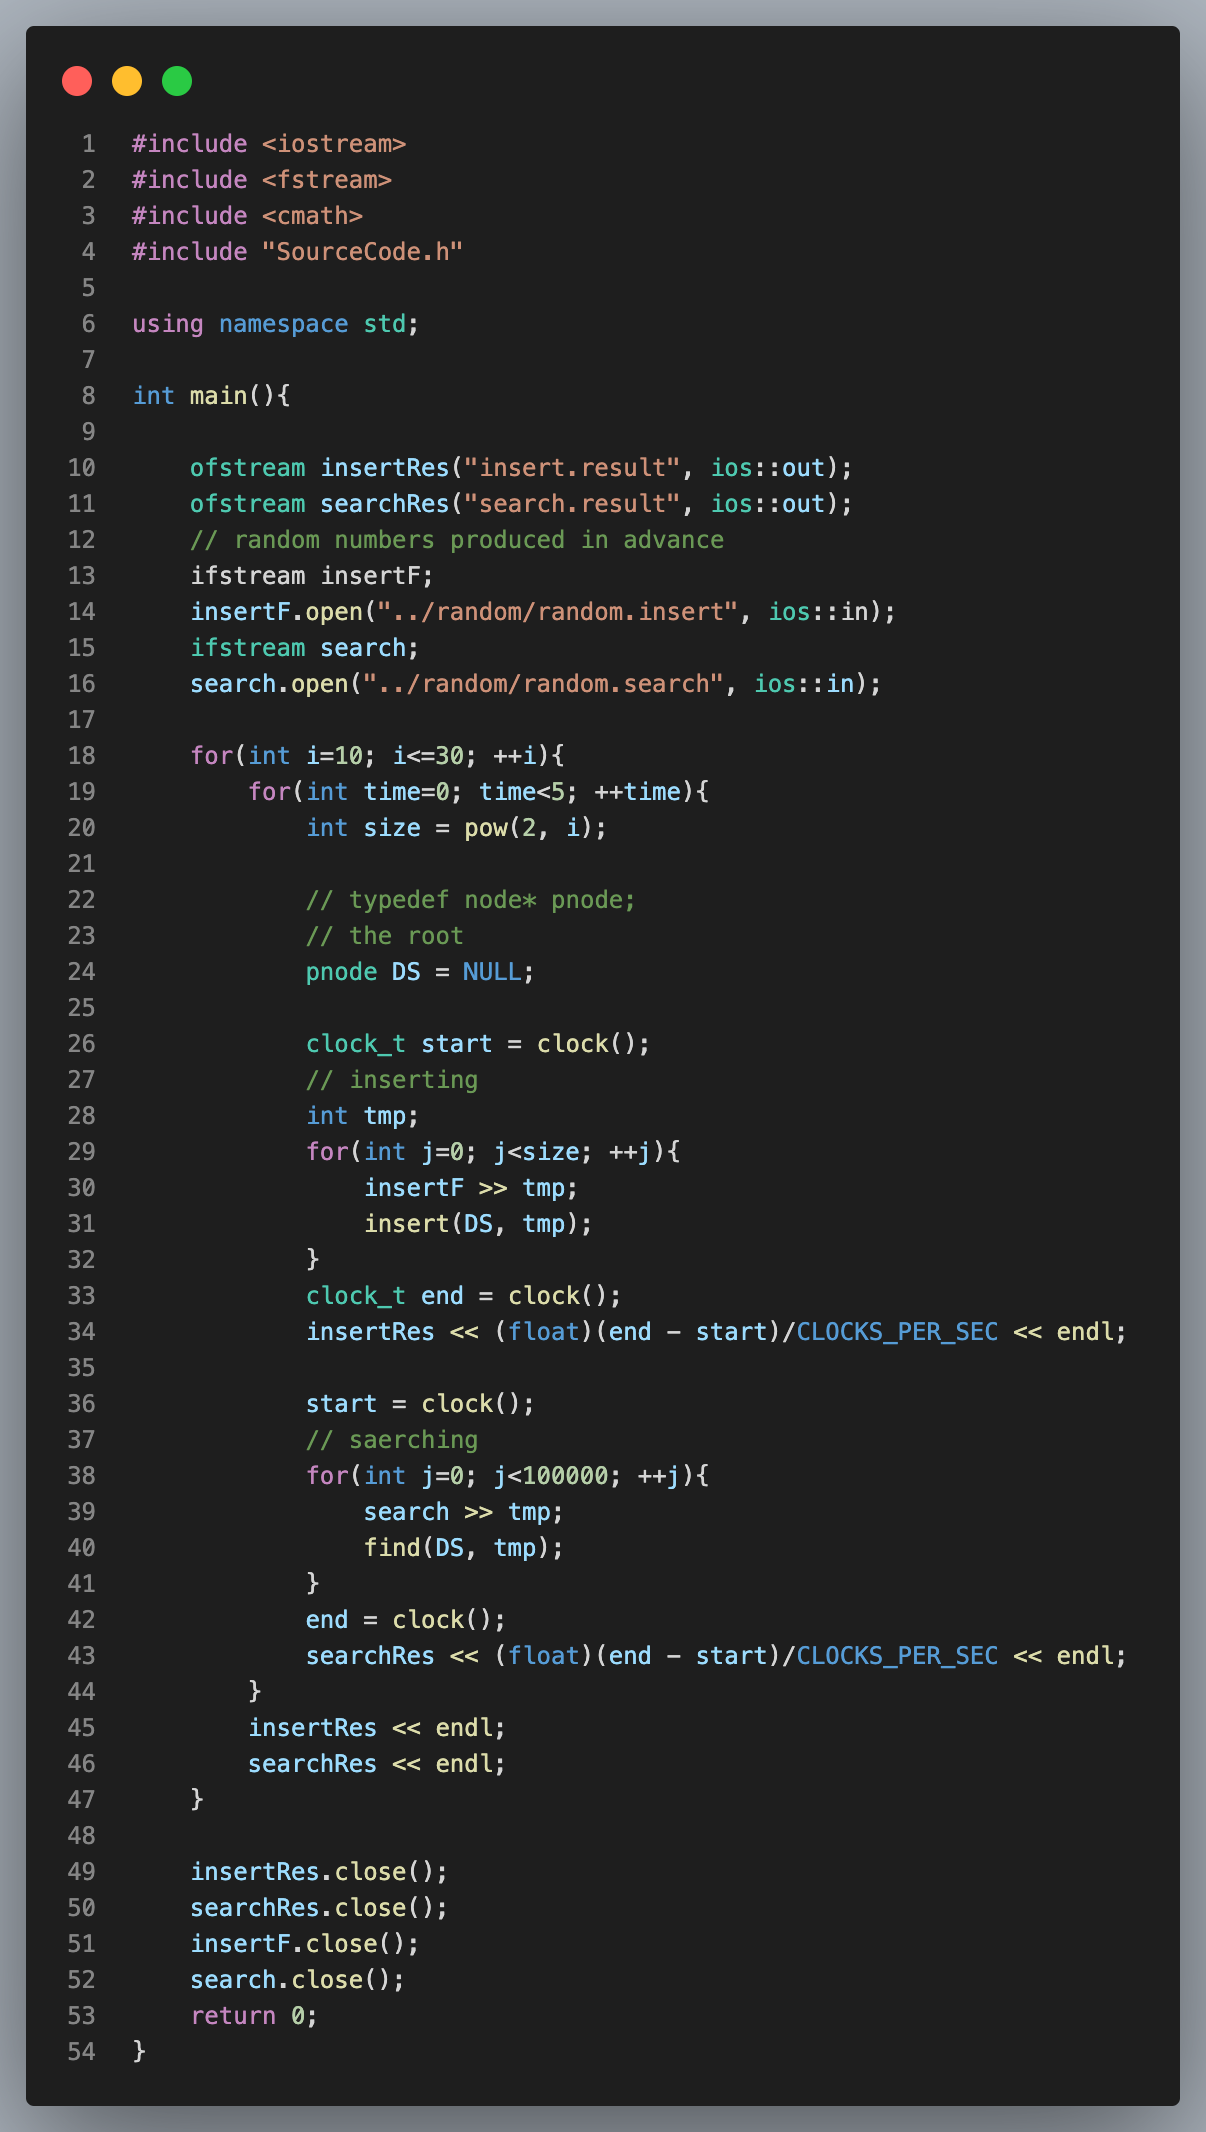 1 #include <iostream>
2 #include <fstream>
3 #include <cmath>
4 #include "SourceCode.h"
5
6 using namespace std;
7
8 int main(){
9
10     ofstream insertRes("insert.result", ios::out);
11     ofstream searchRes("search.result", ios::out);
12     // random numbers produced in advance
13     ifstream insertF;
14     insertF.open("../random/random.insert", ios::in);
15     ifstream search;
16     search.open("../random/random.search", ios::in);
17
18     for(int i=10; i<=30; ++i){
19         for(int time=0; time<5; ++time){
20             int size = pow(2, i);
21
22             // typedef node* pnode;
23             // the root
24             pnode DS = NULL;
25
26             clock_t start = clock();
27             // inserting
28             int tmp;
29             for(int j=0; j<size; ++j){
30                 insertF >> tmp;
31                 insert(DS, tmp);
32             }
33             clock_t end = clock();
34             insertRes << (float)(end - start)/CLOCKS_PER_SEC << endl;
35
36             start = clock();
37             // saerching
38             for(int j=0; j<100000; ++j){
39                 search >> tmp;
40                 find(DS, tmp);
41             }
42             end = clock();
43             searchRes << (float)(end - start)/CLOCKS_PER_SEC << endl;
44         }
45         insertRes << endl;
46         searchRes << endl;
47     }
48
49     insertRes.close();
50     searchRes.close();
51     insertF.close();
52     search.close();
53     return 0;
54 }